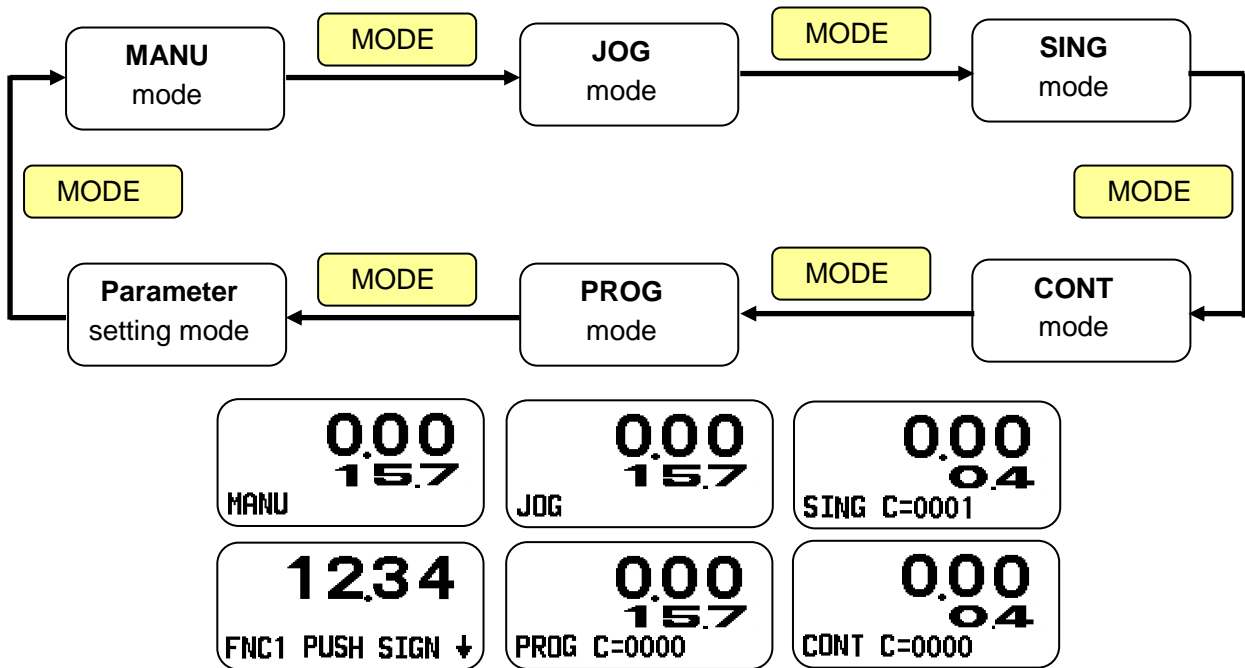 MANU
mode
MODE
JOG
mode
MODE
SING
mode
MODE
MODE
Parameter
setting mode
MODE
PROG
mode
MODE
CONT
mode
0.00
15.7
MANU
0.00
15.7
JOG
0.00
0.4
SING C=0001
12.34
FNC1 PUSH SIGN ↓
0.00
15.7
PROG C=0000
0.00
0.4
CONT C=0000